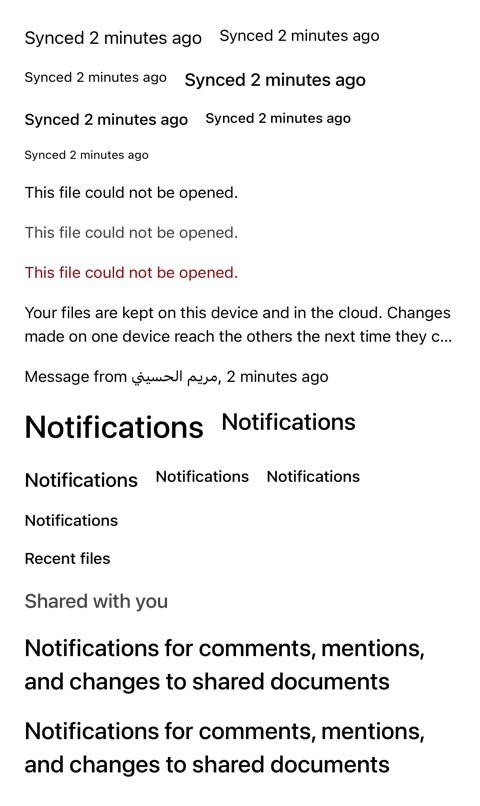 Synced 2 minutes ago Synced 2 minutes ago
Synced 2 minutes ago Synced 2 minutes ago
Synced 2 minutes ago Synced 2 minutes ago
Synced 2 minutes ago
This file could not be opened.
This file could not be opened.
This file could not be opened.
Your files are kept on this device and in the cloud. Changes
made on one device reach the others the next time they c...
Message from مريم الحسيني, 2 minutes ago
Notifications Notifications
Notifications Notifications Notifications
Notifications
Recent files
Shared with you
Notifications for comments, mentions,
and changes to shared documents
Notifications for comments, mentions,
and changes to shared documents